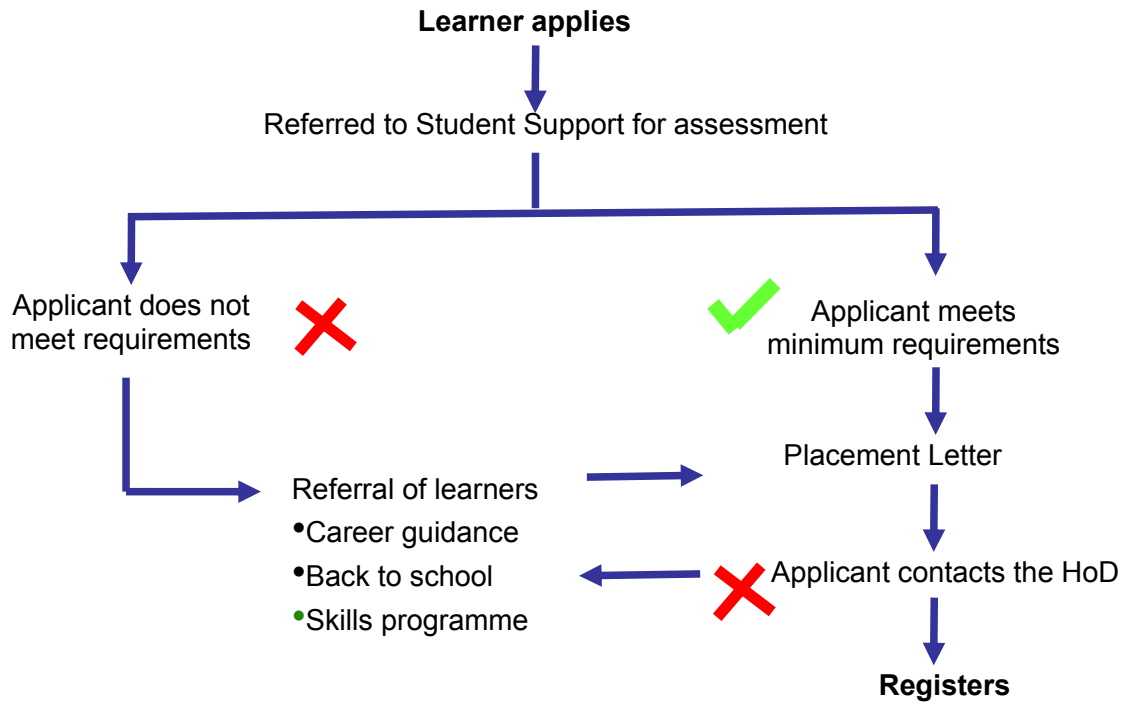 Learner applies
Referred to Student Support for assessment
Applicant does not
meet requirements
Applicant meets
minimum requirements
Placement Letter
Referral of learners
•Career guidance
•Back to school
•Skills programme
Applicant contacts the HoD
Registers